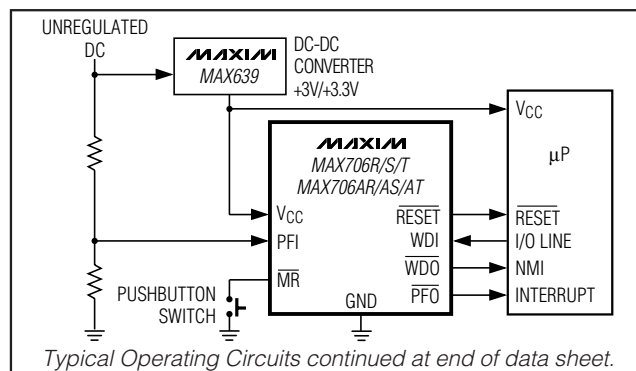 UNREGULATED
DC
MAXIM
MAX639
DC-DC
CONVERTER
+3V/+3.3V
MAXIM
MAX706R/S/T
MAX706AR/AS/AT
VCC
PFI
MR
GND
RESET
WDI
WDO
PFO
VCC
µP
RESET
I/O LINE
NMI
INTERRUPT
PUSHBUTTON
SWITCH
Typical Operating Circuits continued at end of data sheet.